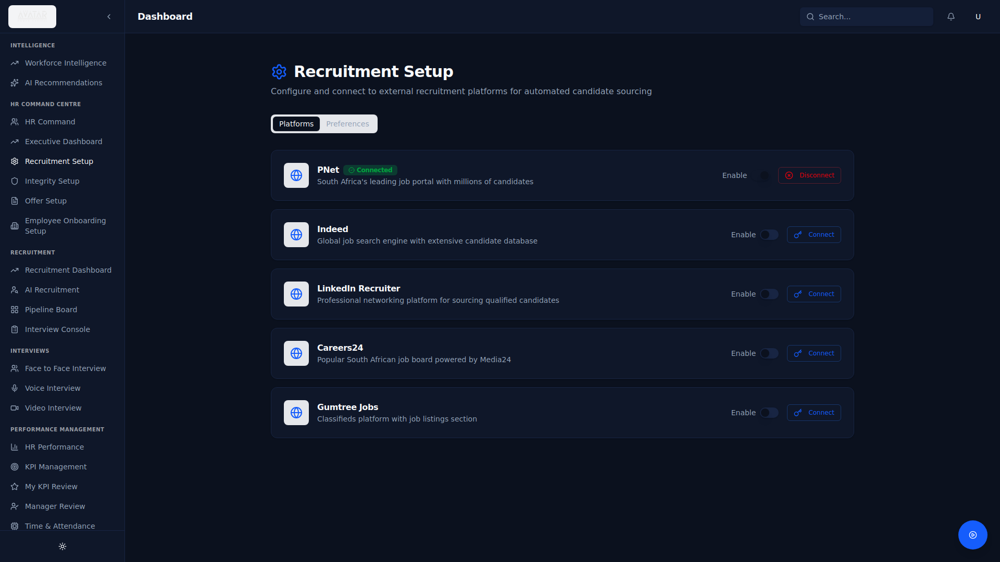 AVATAR
Dashboard
Search...
U
INTELLIGENCE
Workforce Intelligence
AI Recommendations
HR COMMAND CENTRE
HR Command
Executive Dashboard
Recruitment Setup
Integrity Setup
Offer Setup
Employee Onboarding
Setup
RECRUITMENT
Recruitment Dashboard
AI Recruitment
Pipeline Board
Interview Console
INTERVIEWS
Face to Face Interview
Voice Interview
Video Interview
PERFORMANCE MANAGEMENT
HR Performance
KPI Management
My KPI Review
Manager Review
Time & Attendance
Recruitment Setup
Configure and connect to external recruitment platforms for automated candidate sourcing
Platforms
Preferences
PNet
Connected
South Africa's leading job portal with millions of candidates
Enable
Disconnect
Indeed
Global job search engine with extensive candidate database
Enable
Connect
LinkedIn Recruiter
Professional networking platform for sourcing qualified candidates
Enable
Connect
Careers24
Popular South African job board powered by Media24
Enable
Connect
Gumtree Jobs
Classifieds platform with job listings section
Enable
Connect